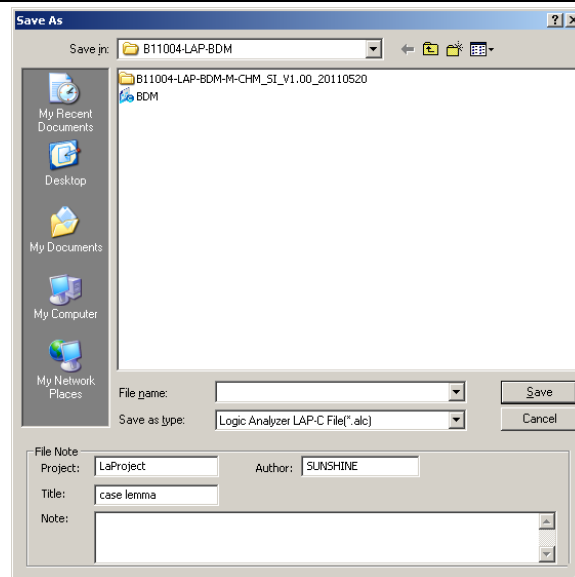 Save As
Save in: B11004-LAP-BDM
B11004-LAP-BDM-M-CHM_SI_V1.00_20110520
BDM
My Recent
Documents
Desktop
My Documents
My Computer
My Network
Places
File name:
Save
Save as type: Logic Analyzer LAP-C File(*.alc)
Cancel
File Note
Project: LaProject Author: SUNSHINE
Title: case lemma
Note: